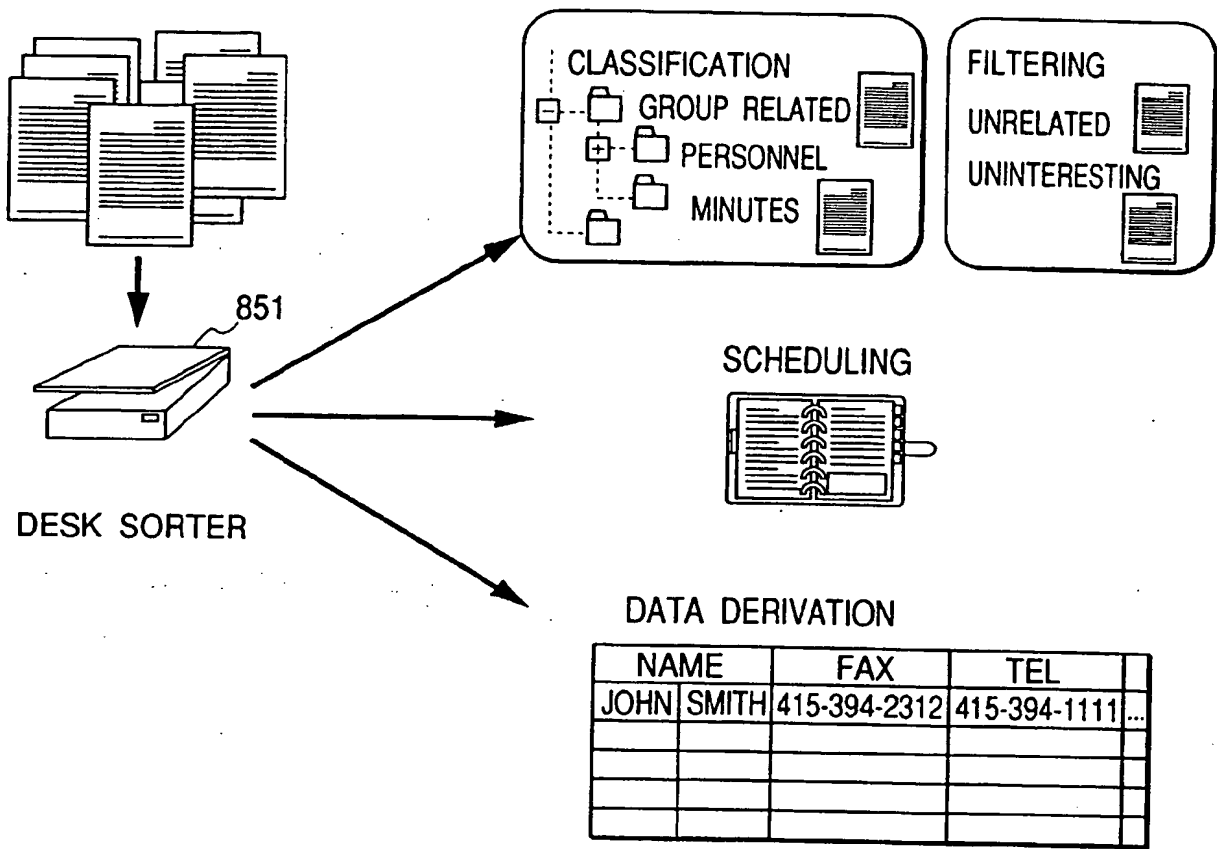 851
DESK SORTER
CLASSIFICATION
GROUP RELATED
PERSONNEL
MINUTES
FILTERING
UNRELATED
UNINTERESTING
SCHEDULING
DATA DERIVATION
NAME FAX TEL
JOHN SMITH 415-394-2312 415-394-1111 ...